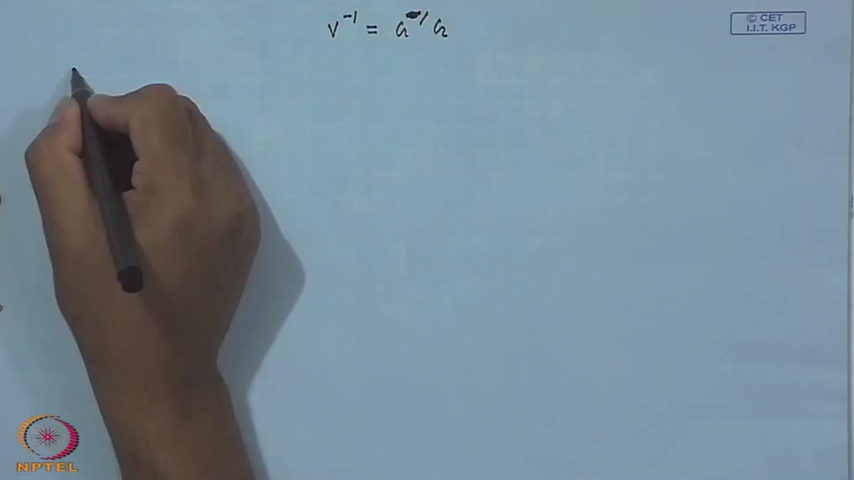 V⁻¹ = G'G
© CET
I.I.T. KGP
NPTEL